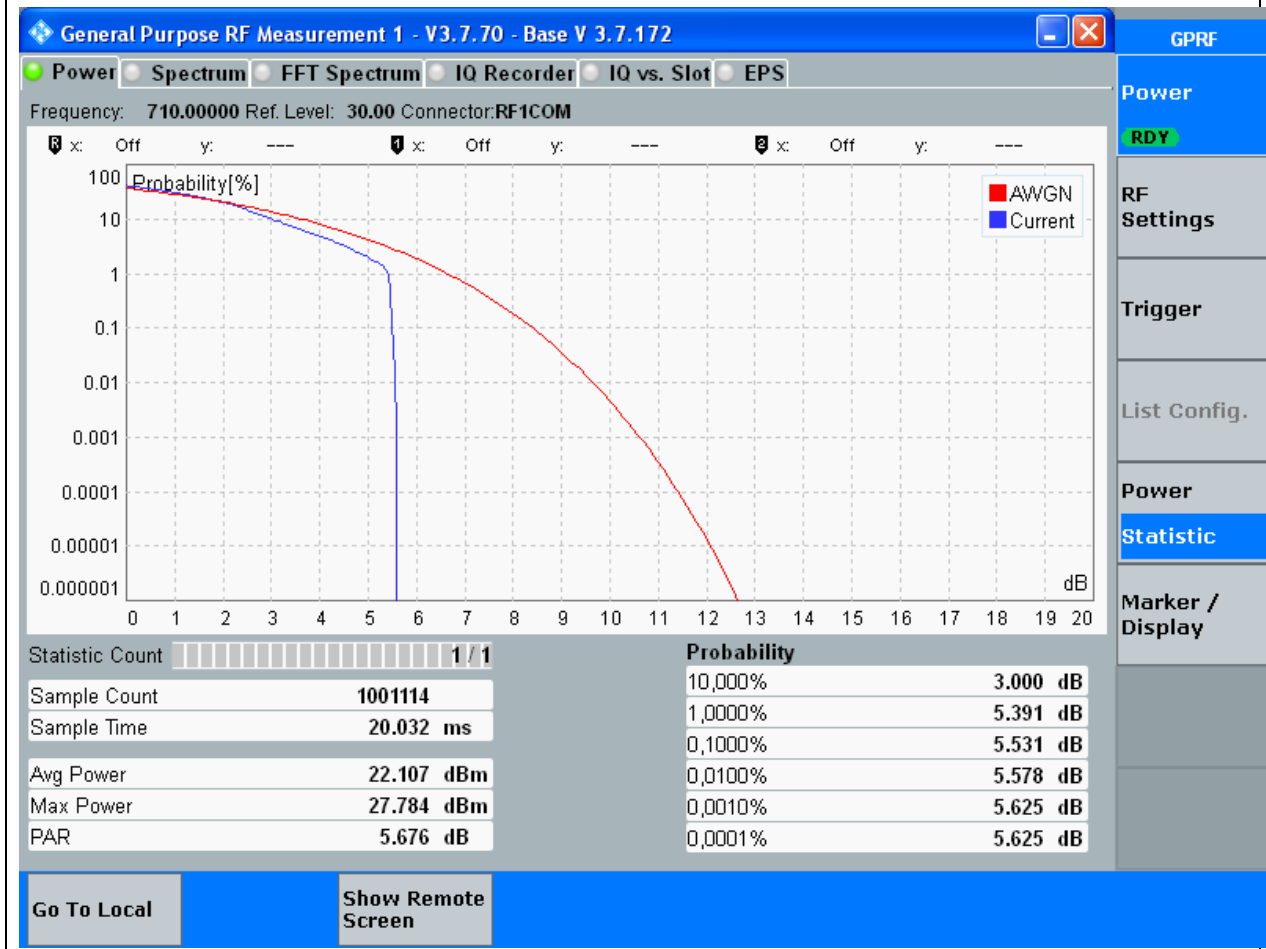 General Purpose RF Measurement 1 - V3.7.70 - Base V 3.7.172
Power Spectrum FFT Spectrum IQ Recorder IQ vs. Slot EPS
Frequency: 710.00000 Ref. Level: 30.00 Connector:RF1COM
R x: Off y: --- 1 x: Off y: --- 2 x: Off y: ---
Probability[%]
100
10
1
0.1
0.01
0.001
0.0001
0.00001
0.000001
AWGN
Current
dB
0 1 2 3 4 5 6 7 8 9 10 11 12 13 14 15 16 17 18 19 20
Statistic Count 1 / 1
Sample Count 1001114
Sample Time 20.032 ms
Avg Power 22.107 dBm
Max Power 27.784 dBm
PAR 5.676 dB
Probability
10,000% 3.000 dB
1,0000% 5.391 dB
0,1000% 5.531 dB
0,0100% 5.578 dB
0,0010% 5.625 dB
0,0001% 5.625 dB
GPRF
Power
RDY
RF
Settings
Trigger
List Config.
Power
Statistic
Marker /
Display
Go To Local
Show Remote
Screen